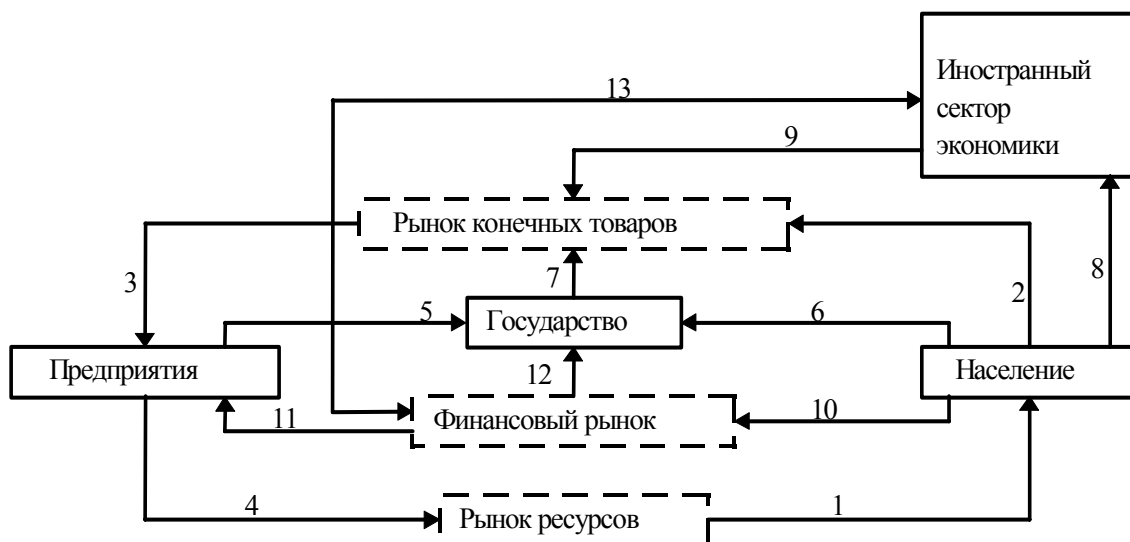 Иностранный
сектор
экономики
13
9
Рынок конечных товаров
3
7
2
8
5
Государство
6
Предприятия
12
Население
11
Финансовый рынок
10
4
Рынок ресурсов
1